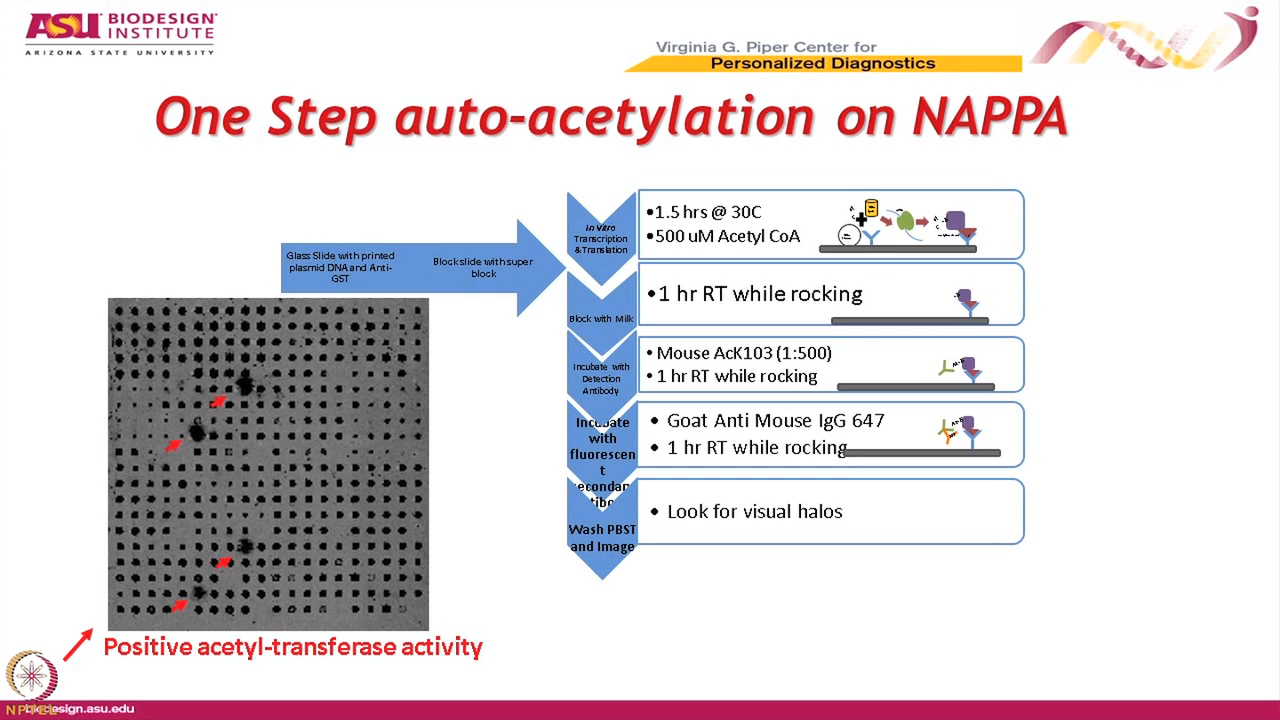 ASU BIODESIGN
INSTITUTE
ARIZONA STATE UNIVERSITY
Virginia G. Piper Center for
Personalized Diagnostics
One Step auto-acetylation on NAPPA
Glass Slide with printed
plasmid DNA and Anti-
GST
Block slide with super
block
In Vitro
Transcription
&Translation
•1.5 hrs @ 30C
•500 uM Acetyl CoA
Block with Milk
•1 hr RT while rocking
Incubate with
Detection
Antibody
• Mouse AcK103 (1:500)
• 1 hr RT while rocking
Incubate
with
fluorescen
t
• Goat Anti Mouse IgG 647
• 1 hr RT while rocking
Wash PBST
and Image
• Look for visual halos
Positive acetyl-transferase activity
NPTEL
biodesign.asu.edu